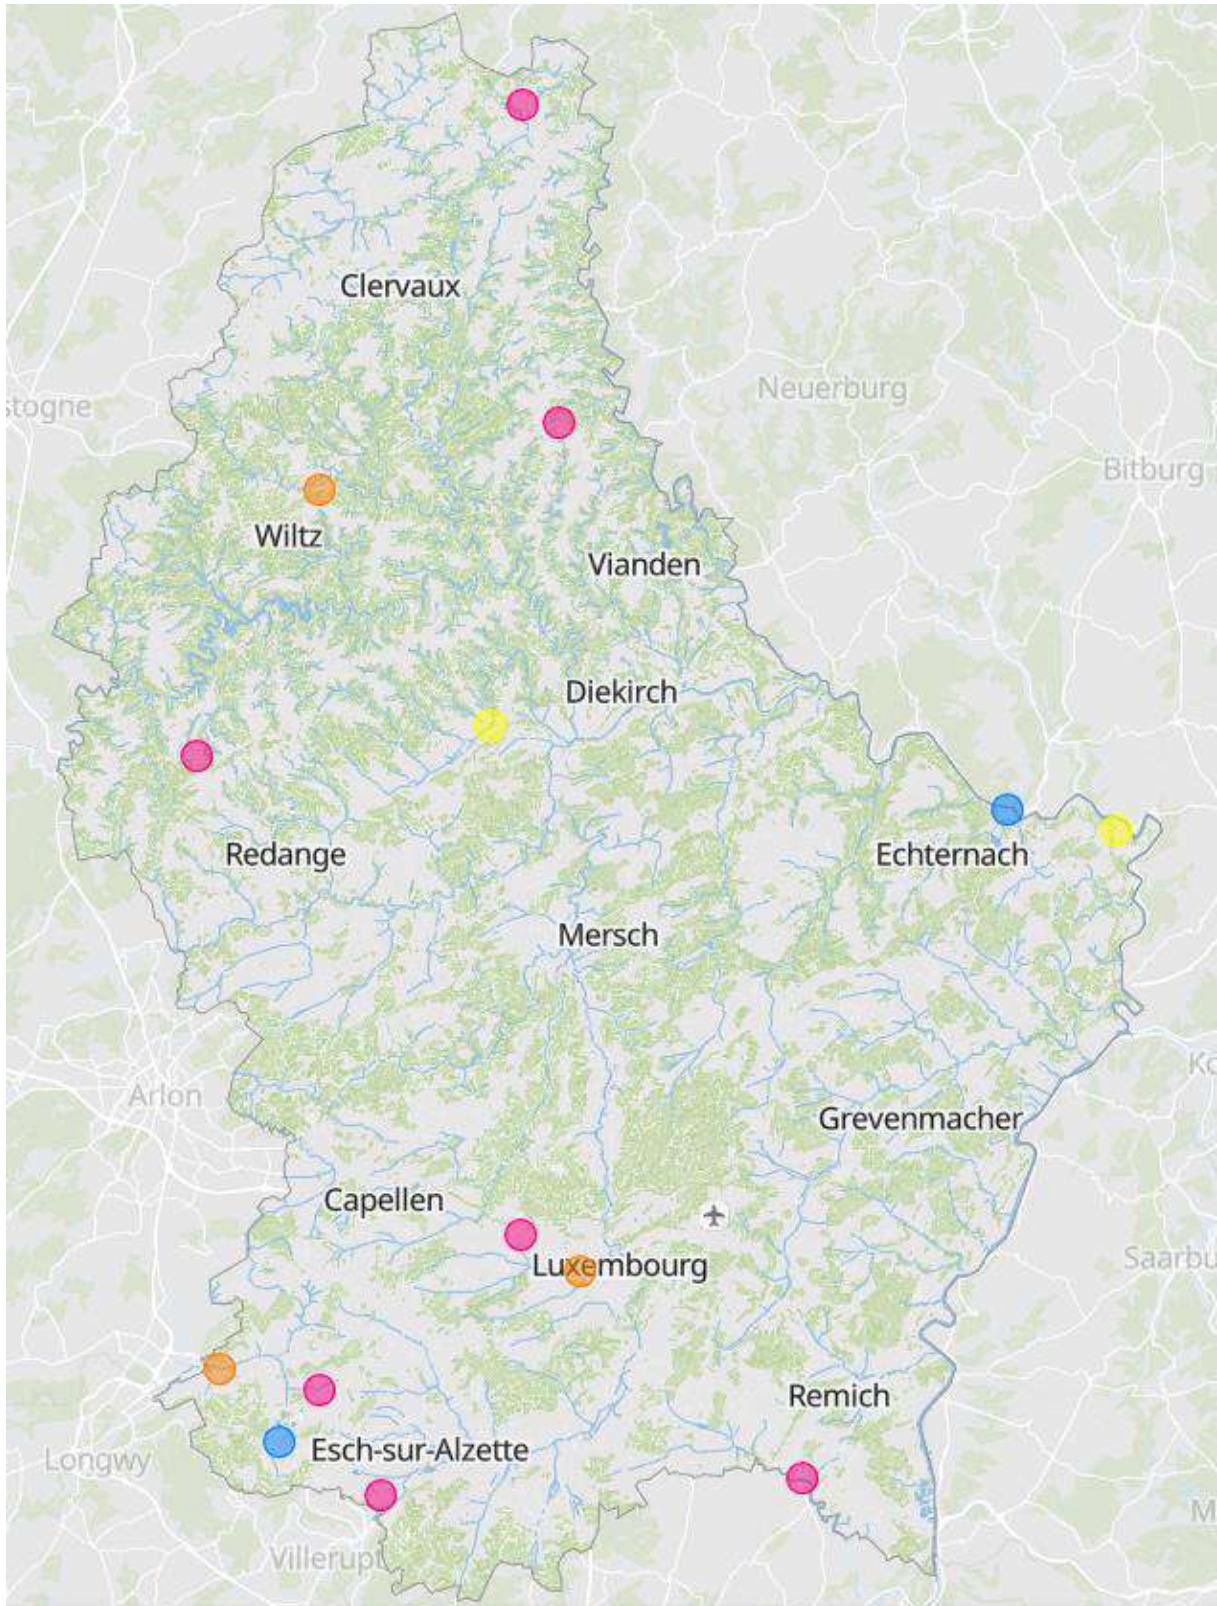 Clervaux
Neuerburg
stogne
Bitburg
Wiltz
Vianden
Diekirch
Redange
Echternach
Mersch
Arlon
Ko
Grevenmacher
Capellen
Luxembourg
Saarbu
Remich
Esch-sur-Alzette
Longwy
M
Villerupt